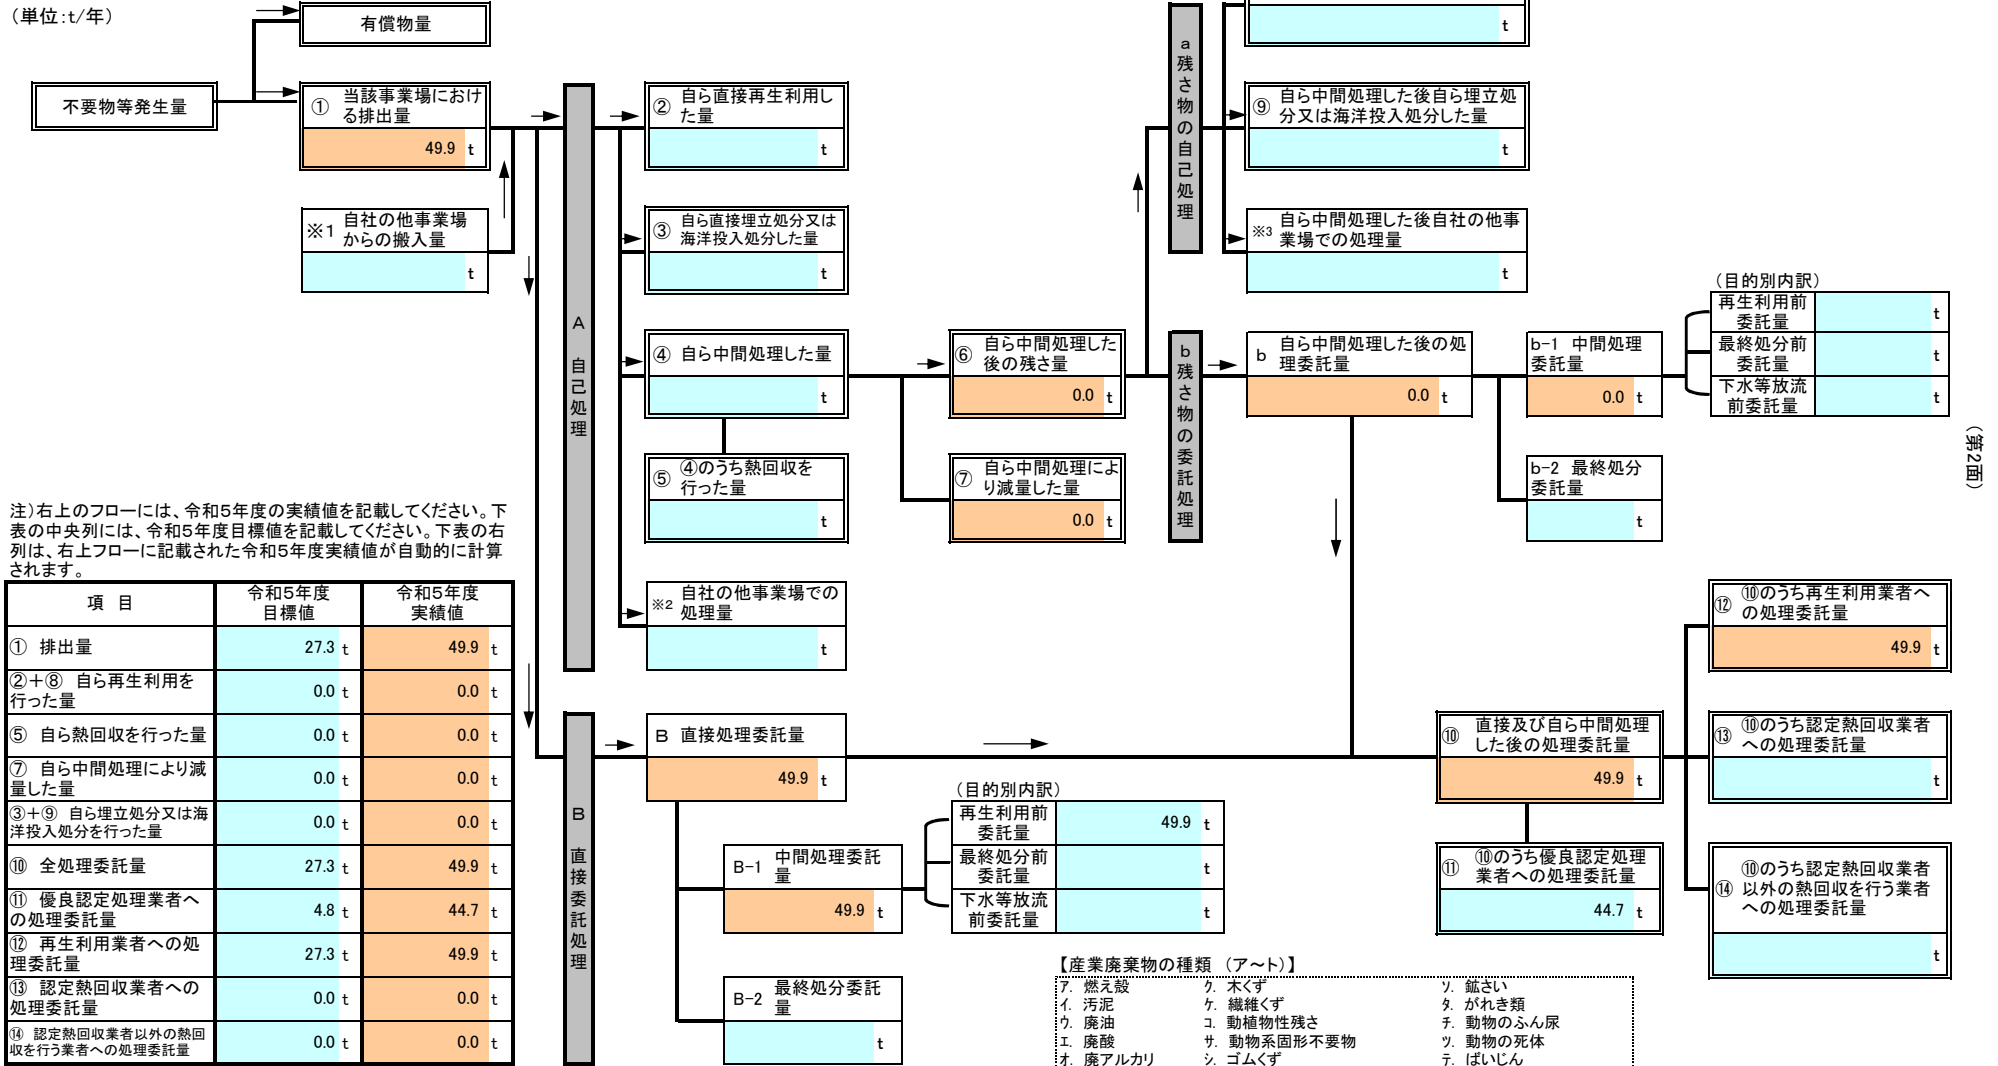 （単位：t/年）
有償物量
不要物等発生量
① 当該事業場におけ
る排出量
49.9 t
※1 自社の他事業場
からの搬入量
t
A 自己処理
② 自ら直接再生利用し
た量
t
③ 自ら直接埋立処分又は
海洋投入処分した量
t
④ 自ら中間処理した量
t
⑤ ④のうち熱回収を
行った量
t
※2 自社の他事業場での
処理量
t
⑥ 自ら中間処理した
後の残さ量
0.0 t
⑦ 自ら中間処理によ
り減量した量
0.0 t
a 残さ物の自己処理
t
⑨ 自ら中間処理した後自ら埋立処
分又は海洋投入処分した量
t
※3 自ら中間処理した後自社の他事
業場での処理量
t
b 残さ物の委託処理
b 自ら中間処理した後の処
理委託量
0.0 t
b-1 中間処理
委託量
0.0 t
b-2 最終処分
委託量
t
（目的別内訳）
再生利用前
委託量
t
最終処分前
委託量
t
下水等放流
前委託量
t
（第2面）
注）右上のフローには、令和5年度の実績値を記載してください。下
表の中央列には、令和5年度目標値を記載してください。下表の右
列は、右上フローに記載された令和5年度実績値が自動的に計算
されます。
項 目
令和5年度
目標値
令和5年度
実績値
① 排出量 27.3 t 49.9 t
②＋⑧ 自ら再生利用を
行った量 0.0 t 0.0 t
⑤ 自ら熱回収を行った量 0.0 t 0.0 t
⑦ 自ら中間処理により減
量した量 0.0 t 0.0 t
③＋⑨ 自ら埋立処分又は海
洋投入処分を行った量 0.0 t 0.0 t
⑩ 全処理委託量 27.3 t 49.9 t
⑪ 優良認定処理業者へ
の処理委託量 4.8 t 44.7 t
⑫ 再生利用業者への処
理委託量 27.3 t 49.9 t
⑬ 認定熱回収業者への
処理委託量 0.0 t 0.0 t
⑭ 認定熱回収業者以外の熱回
収を行う業者への処理委託量 0.0 t 0.0 t
B 直接委託処理
B 直接処理委託量
49.9 t
B-1 中間処理委託
量
49.9 t
B-2 最終処分委託
量
t
（目的別内訳）
再生利用前
委託量
49.9 t
最終処分前
委託量
t
下水等放流
前委託量
t
⑩ 直接及び自ら中間処理
した後の処理委託量
49.9 t
⑪ ⑩のうち優良認定処理
業者への処理委託量
44.7 t
⑫ ⑩のうち再生利用業者へ
の処理委託量
49.9 t
⑬ ⑩のうち認定熱回収業者
への処理委託量
t
⑭ ⑩のうち認定熱回収業者
以外の熱回収を行う業者
への処理委託量
t
【産業廃棄物の種類 （ア～ト）】
ア. 燃え殻 ク. 木くず ソ. 鉱さい
イ. 汚泥 ケ. 繊維くず タ. がれき類
ウ. 廃油 コ. 動植物性残さ チ. 動物のふん尿
エ. 廃酸 サ. 動物系固形不要物 ツ. 動物の死体
オ. 廃アルカリ シ. ゴムくず テ. ばいじん